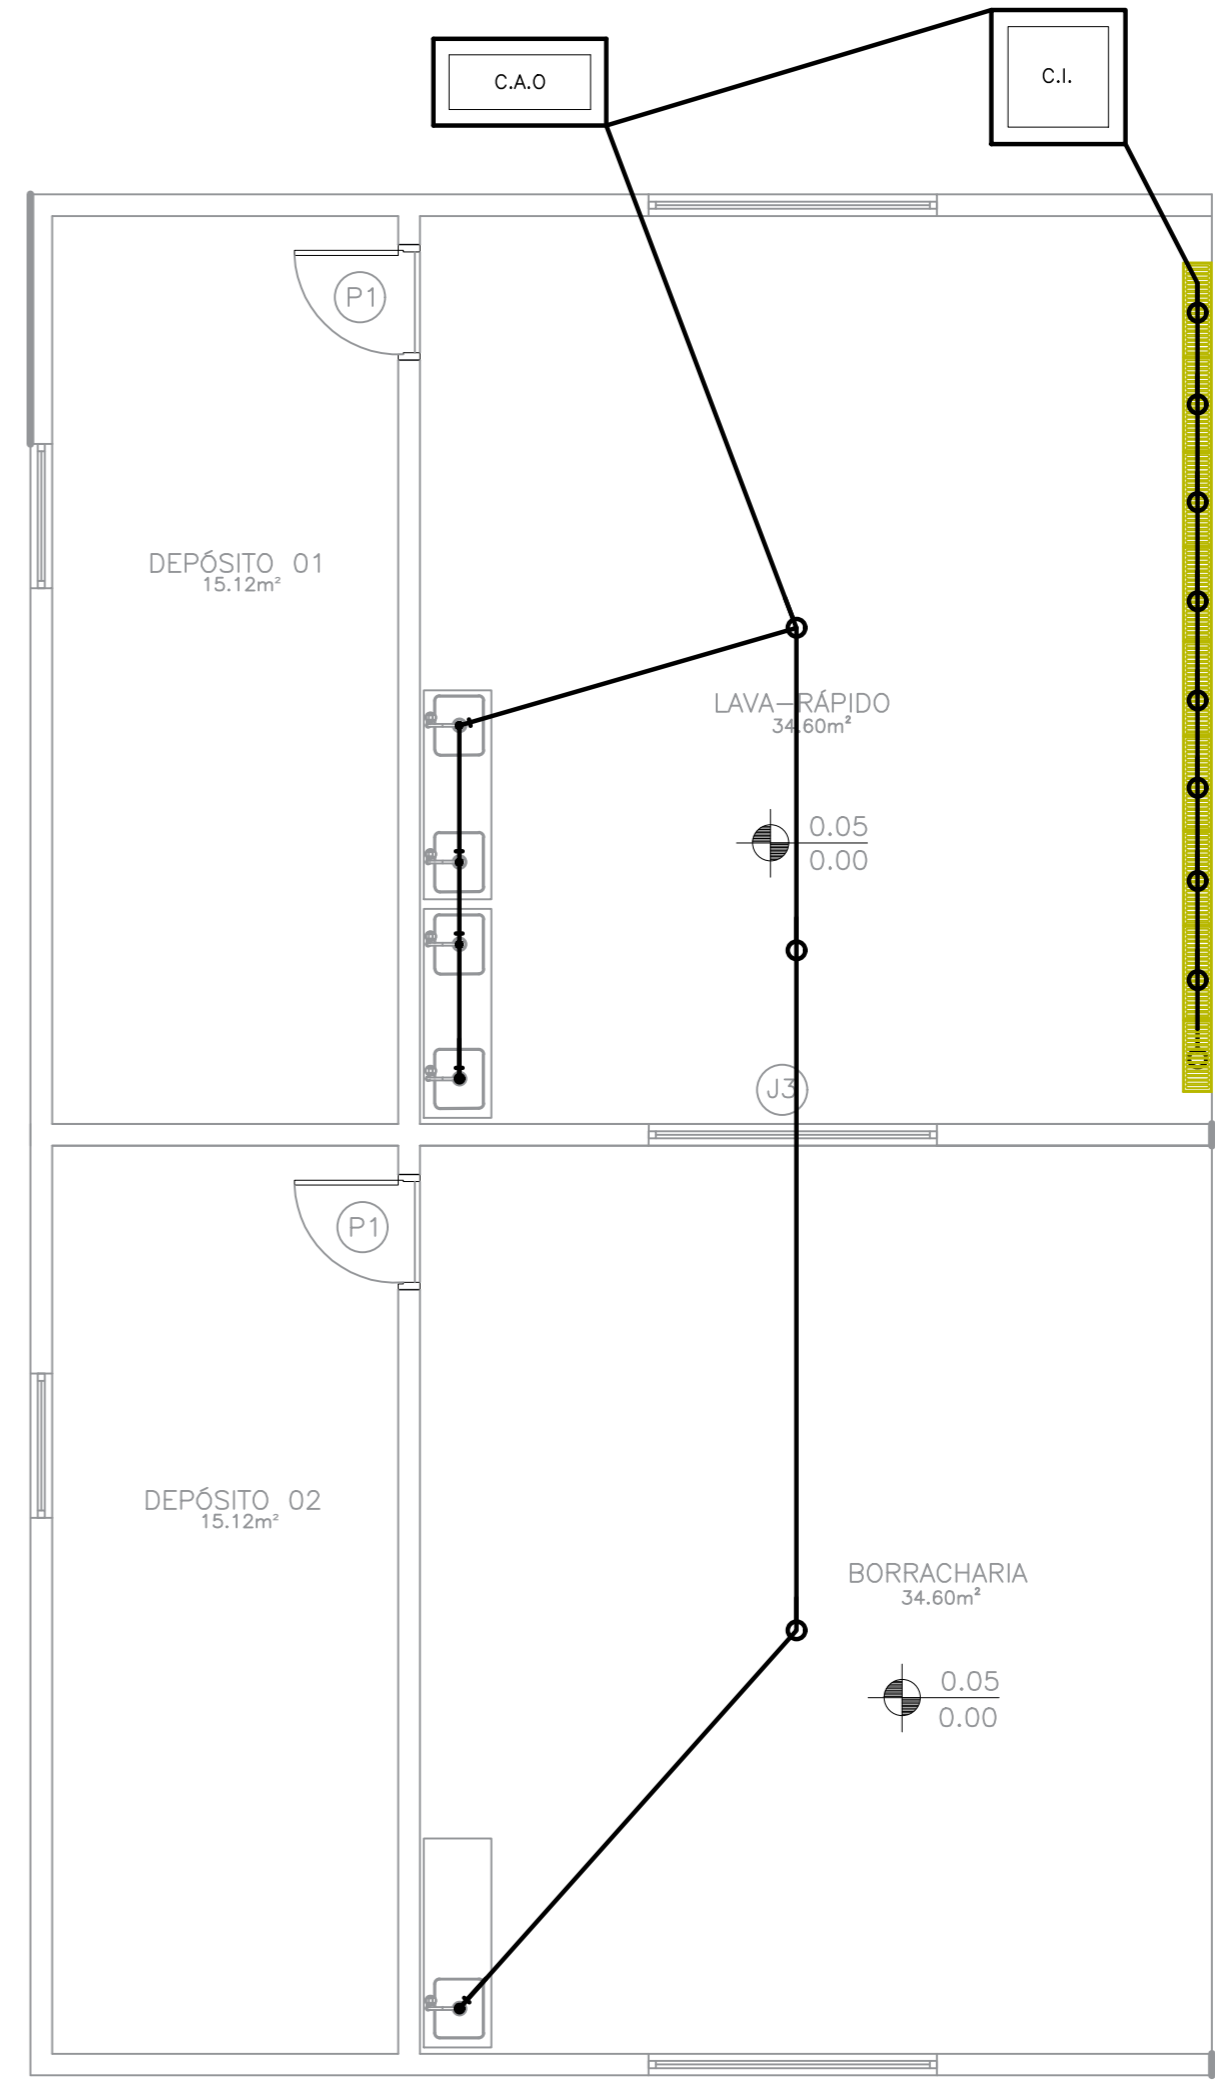 C.A.O
C.I.
P1
DEPÓSITO 01
15.12m²
LAVA-RÁPIDO
34.60m²
0.05
0.00
J3
P1
DEPÓSITO 02
15.12m²
BORRACHARIA
34.60m²
0.05
0.00